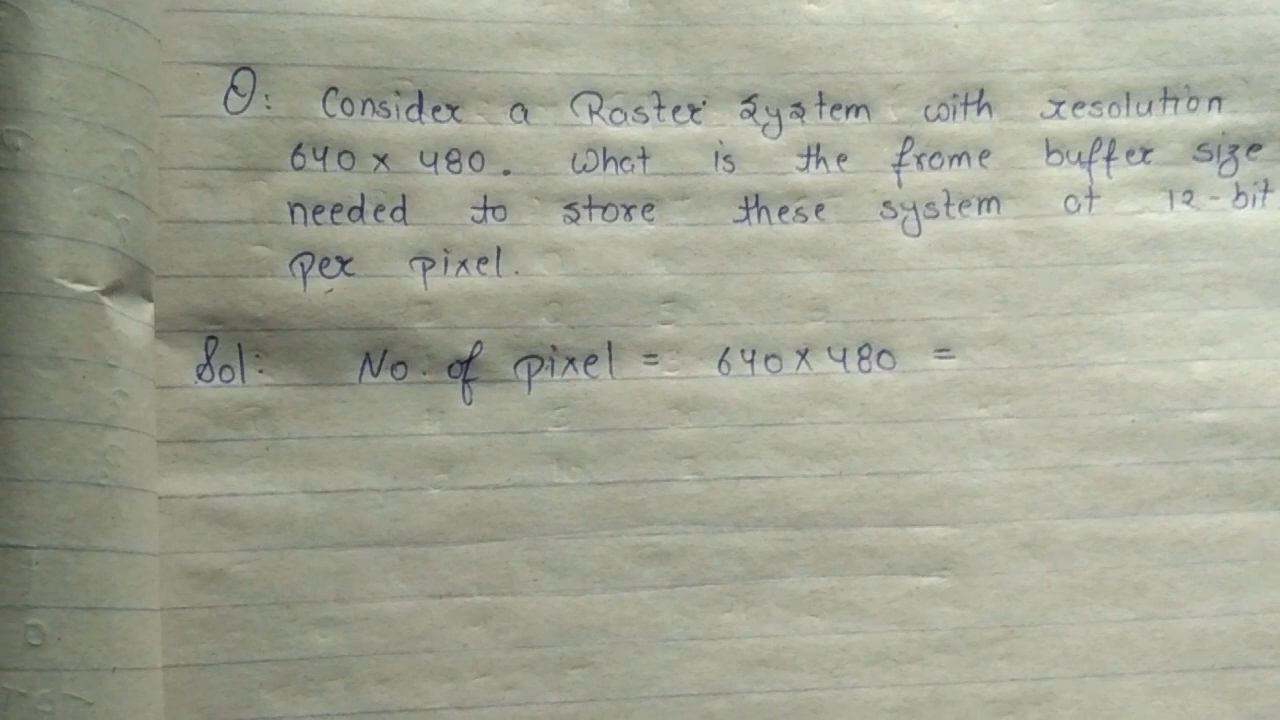 Q: Consider a Raster System with resolution
640 x 480. What is the frame buffer size
needed to store these system at 12-bit
per pixel.
Sol: No. of pixel = 640 x 480 =